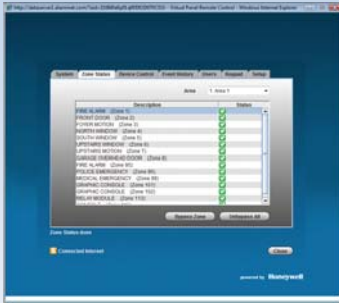 Virtual Panel Remote Control - Windows Internet Explorer
System Zone Status Device Control Event History Users Keypad Setup
Area 1. Area 1
Description Status
FIRE ALARM (Zone 1)
FRONT DOOR (Zone 2)
FOYER MOTION (Zone 3)
NORTH WINDOW (Zone 4)
SOUTH WINDOW (Zone 5)
UPSTAIRS WINDOW (Zone 6)
UPSTAIRS MOTION (Zone 7)
GARAGE OVERHEAD DOOR (Zone 8)
FIRE ALARM (Zone 95)
POLICE EMERGENCY (Zone 96)
MEDICAL EMERGENCY (Zone 99)
GRAPHIC CONSOLE (Zone 101)
GRAPHIC CONSOLE (Zone 102)
RELAY MODULE (Zone 110)
Bypass Zone Unbypass All
Zone Status
Connected Internet Close
powered by Honeywell